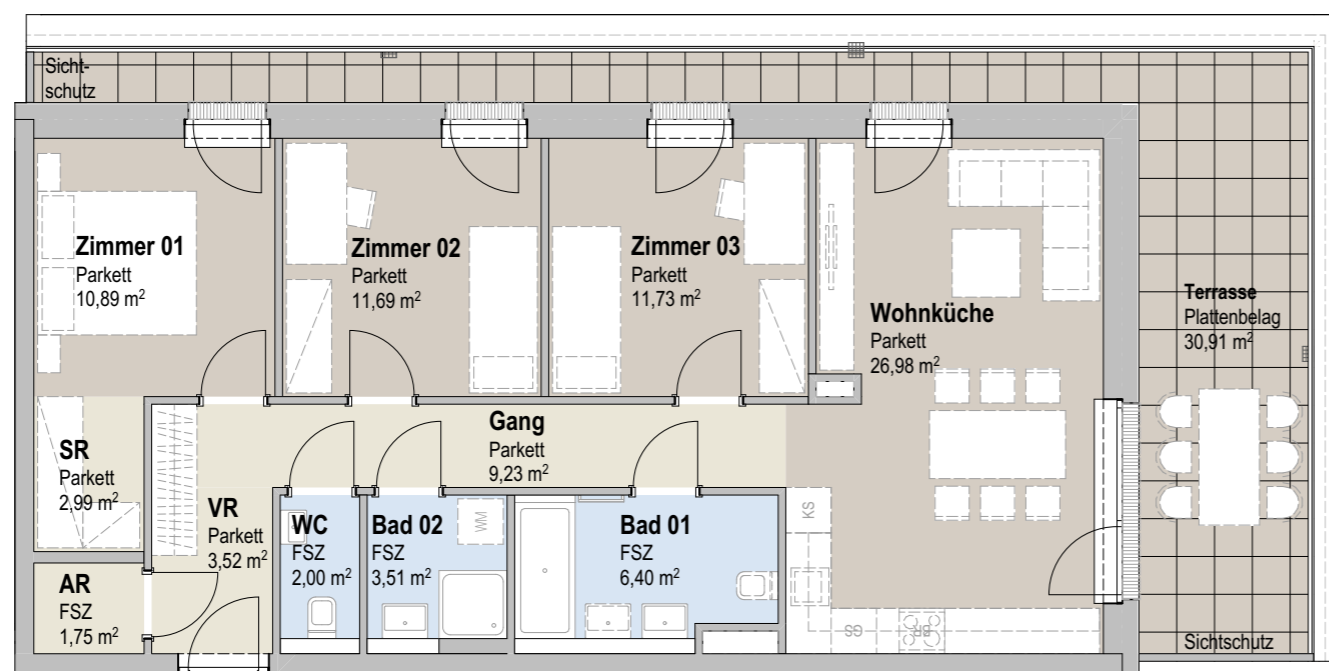 Sicht-
schutz
Zimmer 01
Parkett
10,89 m²
Zimmer 02
Parkett
11,69 m²
Zimmer 03
Parkett
11,73 m²
Wohnküche
Parkett
26,98 m²
Terrasse
Plattenbelag
30,91 m²
SR
Parkett
2,99 m²
VR
Parkett
3,52 m²
Gang
Parkett
9,23 m²
AR
FSZ
1,75 m²
WC
FSZ
2,00 m²
Bad 02
FSZ
3,51 m²
WM
Bad 01
FSZ
6,40 m²
KS
GS
BR
Sichtschutz